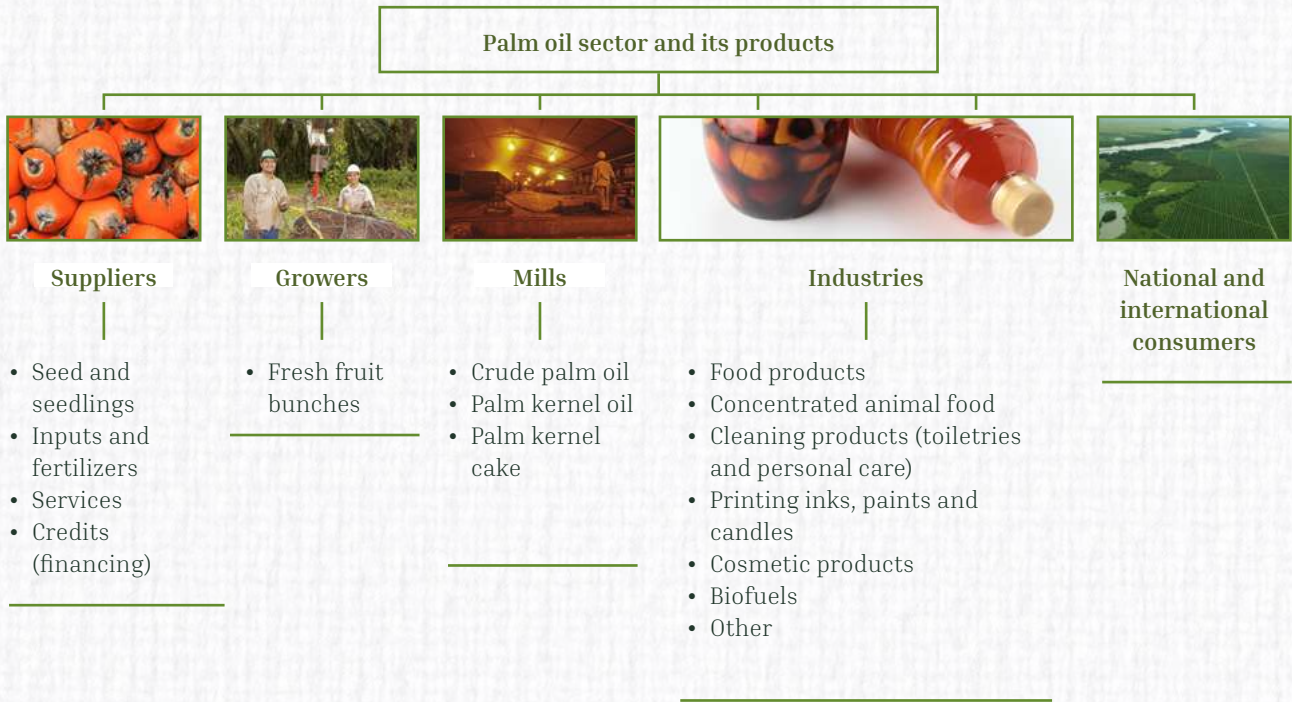 Palm oil sector and its products
Suppliers
• Seed and
seedlings
• Inputs and
fertilizers
• Services
• Credits
(financing)
Growers
• Fresh fruit
bunches
Mills
• Crude palm oil
• Palm kernel oil
• Palm kernel
cake
Industries
• Food products
• Concentrated animal food
• Cleaning products (toiletries
and personal care)
• Printing inks, paints and
candles
• Cosmetic products
• Biofuels
• Other
National and
international
consumers